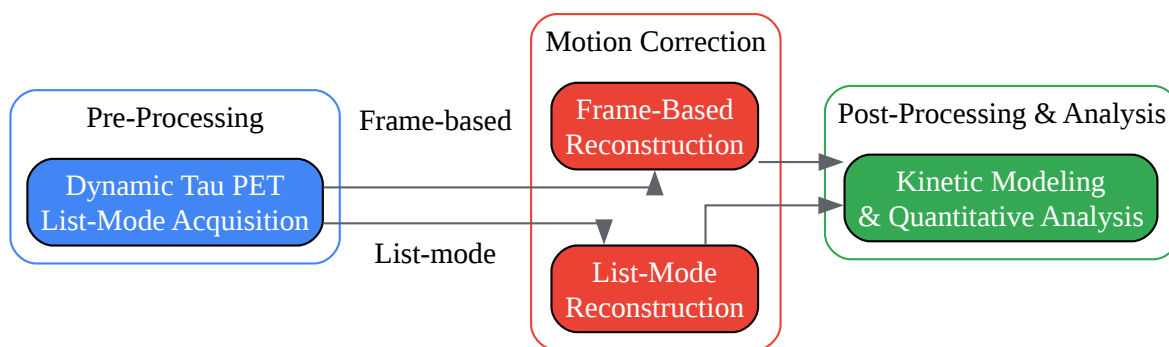 Pre-Processing
Dynamic Tau PET
List-Mode Acquisition
Frame-based
List-mode
Motion Correction
Frame-Based
Reconstruction
List-Mode
Reconstruction
Post-Processing & Analysis
Kinetic Modeling
& Quantitative Analysis